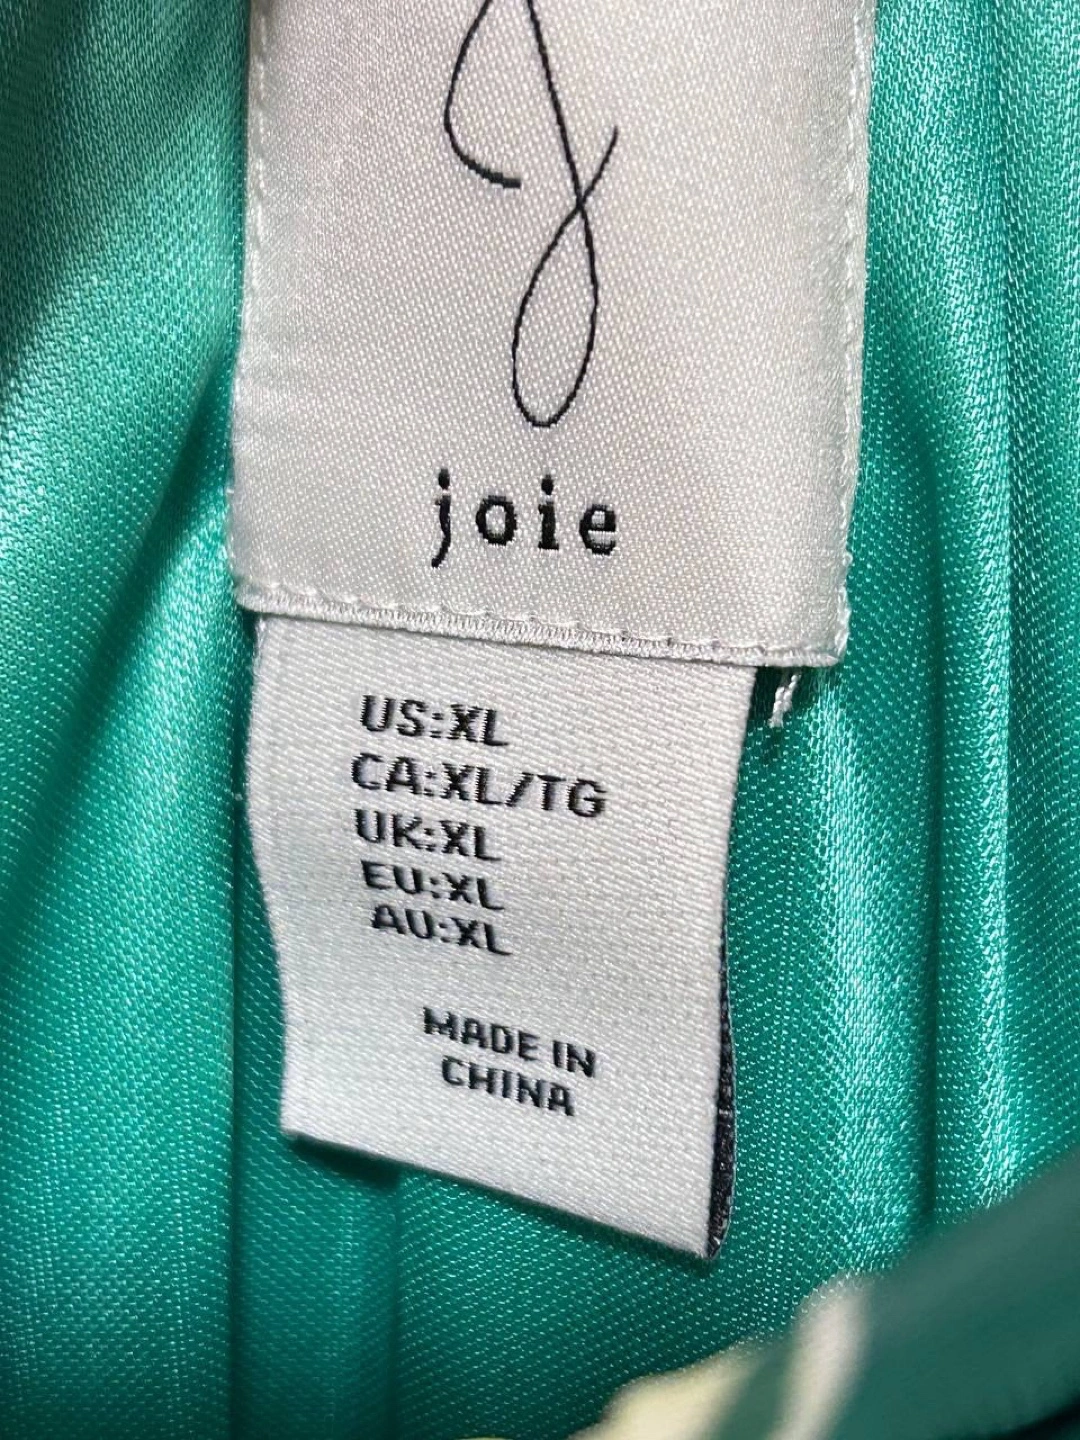 joie
US:XL
CA:XL/TG
UK:XL
EU:XL
AU:XL
MADE IN
CHINA